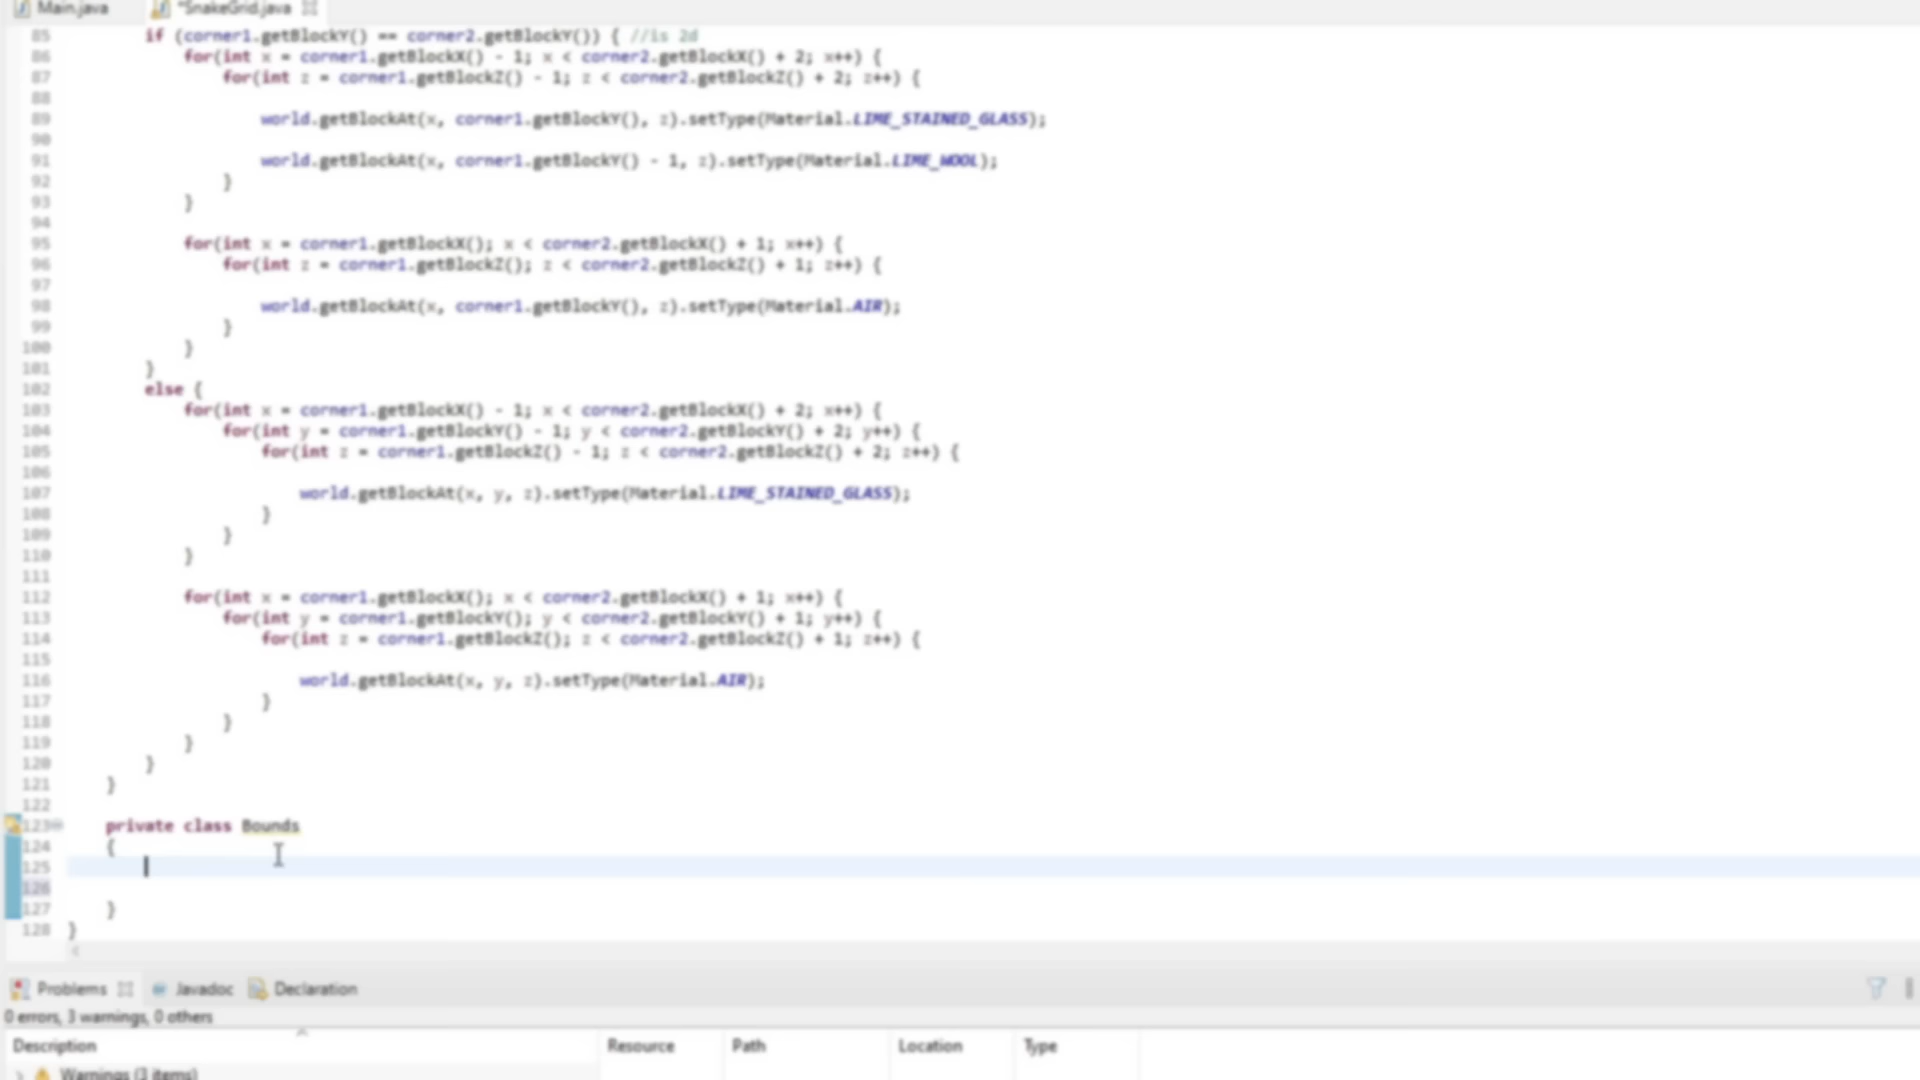 Main.java *SnakeGrid.java
85 if (corner1.getBlockY() == corner2.getBlockY()) { //is 2d
86 for(int x = corner1.getBlockX() - 1; x < corner2.getBlockX() + 2; x++) {
87 for(int z = corner1.getBlockZ() - 1; z < corner2.getBlockZ() + 2; z++) {
88
89 world.getBlockAt(x, corner1.getBlockY(), z).setType(Material.LIME_STAINED_GLASS);
90
91 world.getBlockAt(x, corner1.getBlockY() - 1, z).setType(Material.LIME_WOOL);
92 }
93 }
94
95 for(int x = corner1.getBlockX(); x < corner2.getBlockX() + 1; x++) {
96 for(int z = corner1.getBlockZ(); z < corner2.getBlockZ() + 1; z++) {
97
98 world.getBlockAt(x, corner1.getBlockY(), z).setType(Material.AIR);
99 }
100 }
101 }
102 else {
103 for(int x = corner1.getBlockX() - 1; x < corner2.getBlockX() + 2; x++) {
104 for(int y = corner1.getBlockY() - 1; y < corner2.getBlockY() + 2; y++) {
105 for(int z = corner1.getBlockZ() - 1; z < corner2.getBlockZ() + 2; z++) {
106
107 world.getBlockAt(x, y, z).setType(Material.LIME_STAINED_GLASS);
108 }
109 }
110 }
111
112 for(int x = corner1.getBlockX(); x < corner2.getBlockX() + 1; x++) {
113 for(int y = corner1.getBlockY(); y < corner2.getBlockY() + 1; y++) {
114 for(int z = corner1.getBlockZ(); z < corner2.getBlockZ() + 1; z++) {
115
116 world.getBlockAt(x, y, z).setType(Material.AIR);
117 }
118 }
119 }
120 }
121 }
122
123 private class Bounds
124 {
125
126
127 }
128 }
Problems Javadoc Declaration
0 errors, 3 warnings, 0 others
Description Resource Path Location Type
Warnings (3 items)